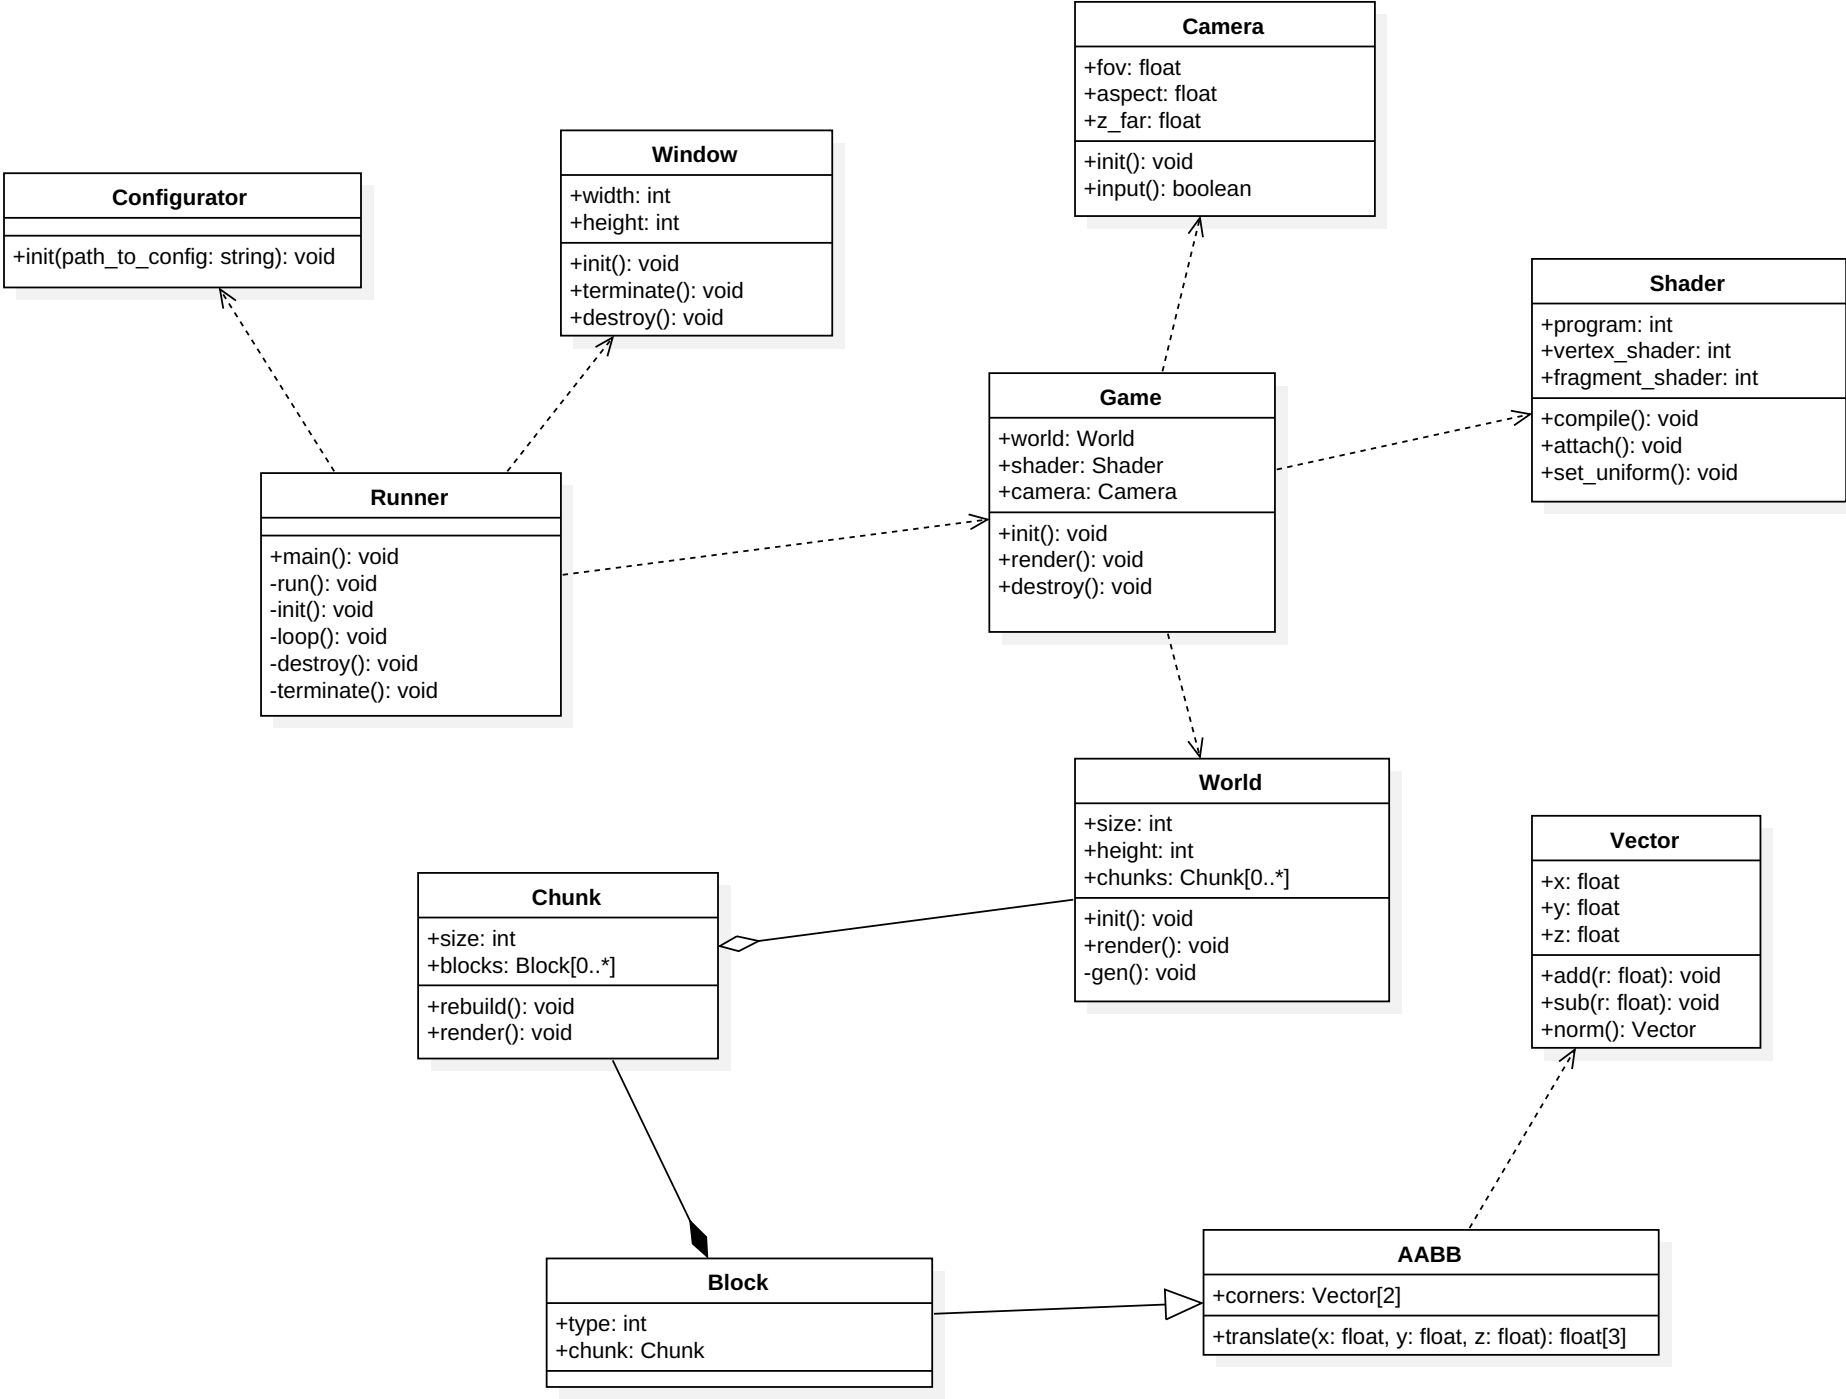 Camera
+fov: float
+aspect: float
+z_far: float
+init(): void
+input(): boolean
Window
+width: int
+height: int
+init(): void
+terminate(): void
+destroy(): void
Configurator
+init(path_to_config: string): void
Shader
+program: int
+vertex_shader: int
+fragment_shader: int
+compile(): void
+attach(): void
+set_uniform(): void
Game
+world: World
+shader: Shader
+camera: Camera
+init(): void
+render(): void
+destroy(): void
Runner
+main(): void
-run(): void
-init(): void
-loop(): void
-destroy(): void
-terminate(): void
World
+size: int
+height: int
+chunks: Chunk[0..*]
+init(): void
+render(): void
-gen(): void
Vector
+x: float
+y: float
+z: float
+add(r: float): void
+sub(r: float): void
+norm(): Vector
Chunk
+size: int
+blocks: Block[0..*]
+rebuild(): void
+render(): void
AABB
+corners: Vector[2]
+translate(x: float, y: float, z: float): float[3]
Block
+type: int
+chunk: Chunk